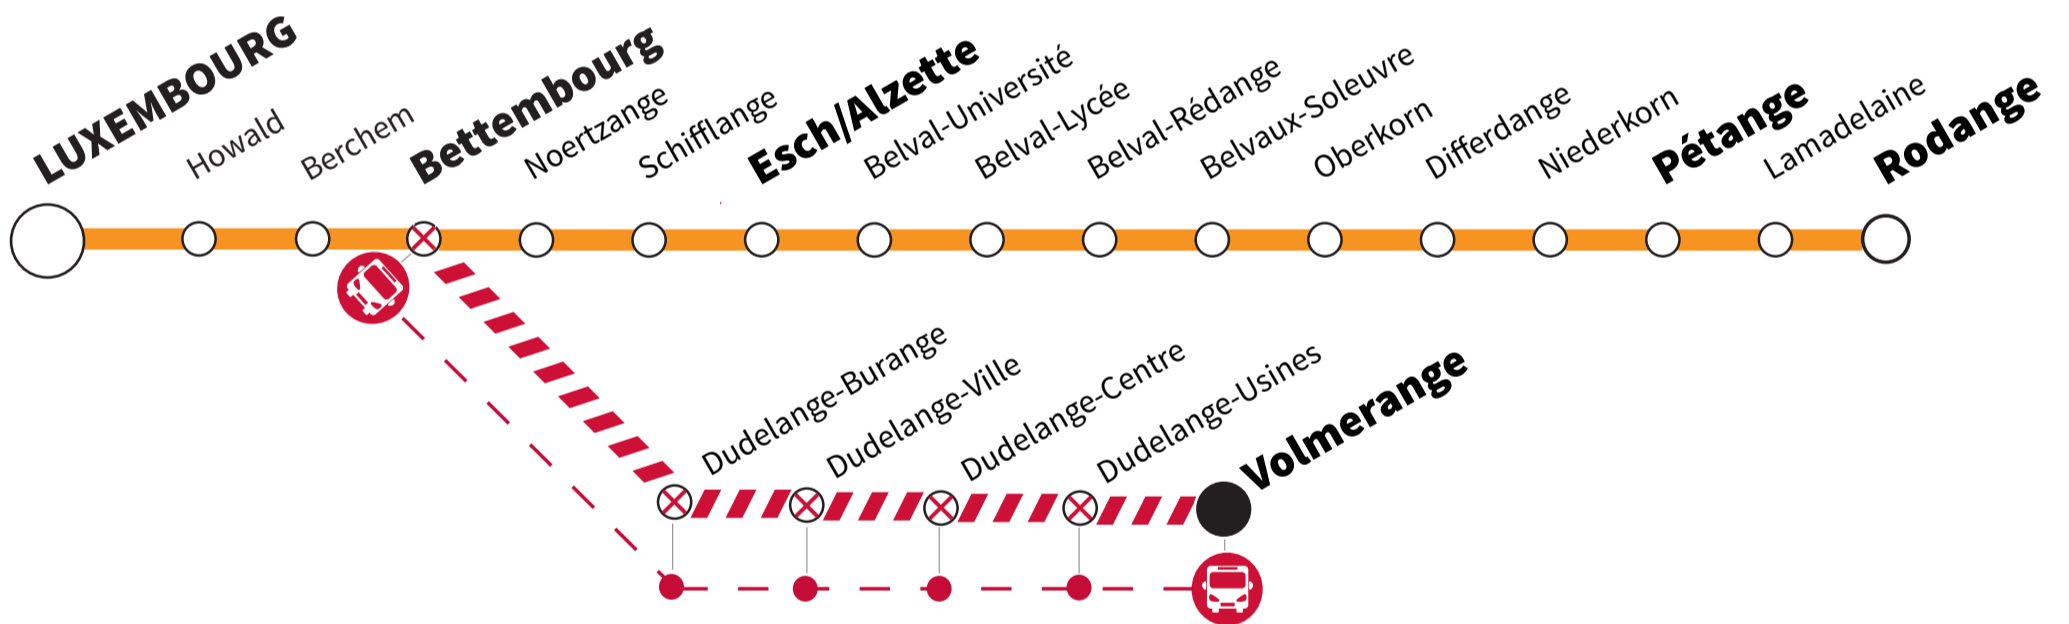 LUXEMBOURG
Howald
Berchem
Bettembourg
Noertzange
Schifflange
Esch/Alzette
Belval-Université
Belval-Lycée
Belval-Rédange
Belvaux-Soleuvre
Oberkorn
Differdange
Niederkorn
Pétange
Lamadelaine
Rodange
Dudelange-Burange
Dudelange-Ville
Dudelange-Centre
Dudelange-Usines
Volmerange